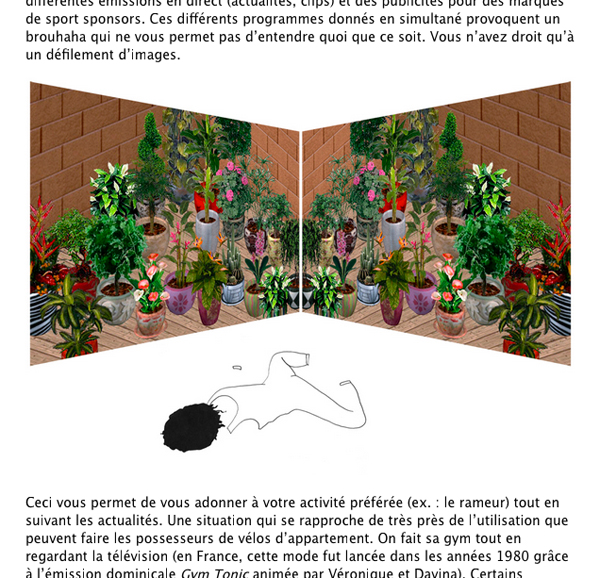 différentes émissions en direct (actualités, clips) et des publicités pour des marques
de sport sponsors. Ces différents programmes donnés en simultané provoquent un
brouhaha qui ne vous permet pas d’entendre quoi que ce soit. Vous n’avez droit qu’à
un défilement d’images.
Ceci vous permet de vous adonner à votre activité préférée (ex. : le rameur) tout en
suivant les actualités. Une situation qui se rapproche de très près de l’utilisation que
peuvent faire les possesseurs de vélos d’appartement. On fait sa gym tout en
regardant la télévision (en France, cette mode fut lancée dans les années 1980 grâce
à l’émission dominicale Gym Tonic animée par Véronique et Davina). Certains